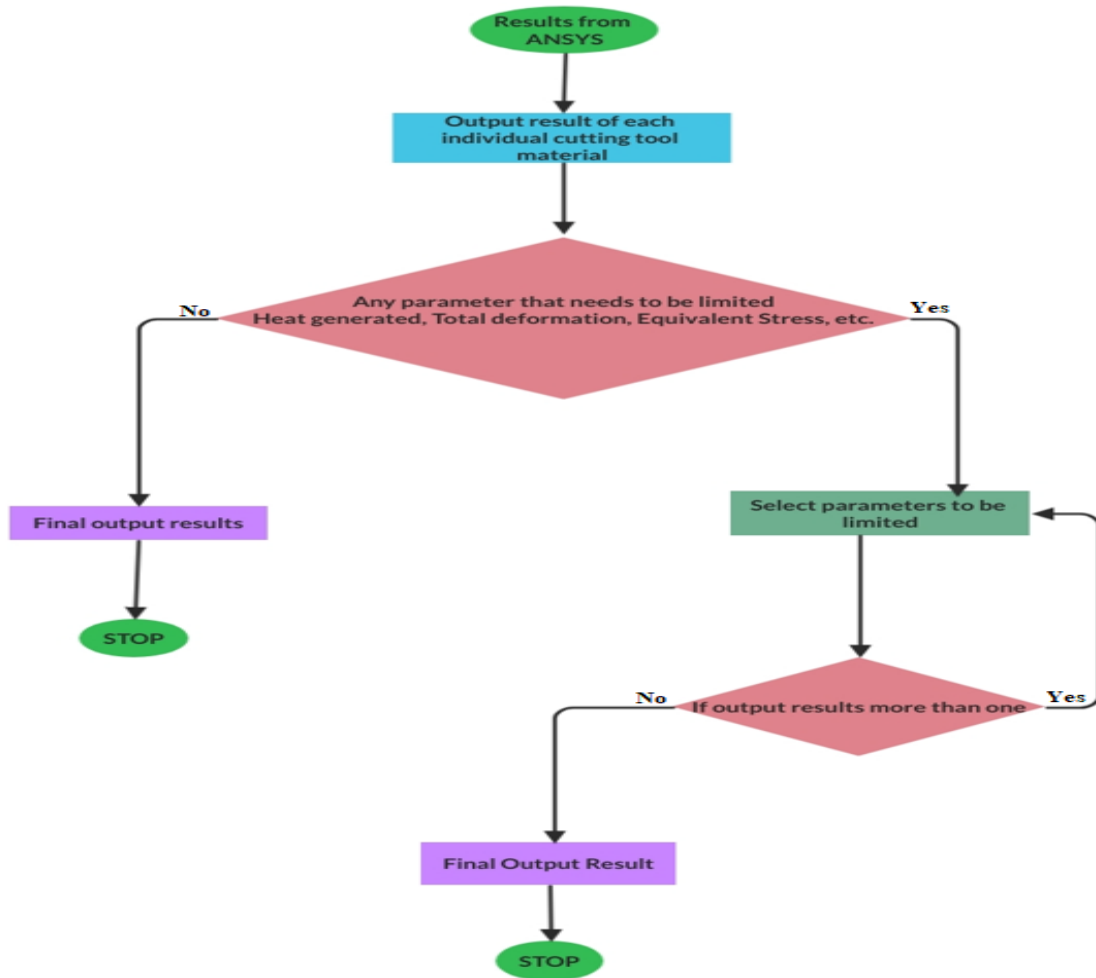 Results from
ANSYS
Output result of each
individual cutting tool
material
Any parameter that needs to be limited
Heat generated, Total deformation, Equivalent Stress, etc.
No
Yes
Final output results
Select parameters to be
limited
STOP
If output results more than one
No
Yes
Final Output Result
STOP